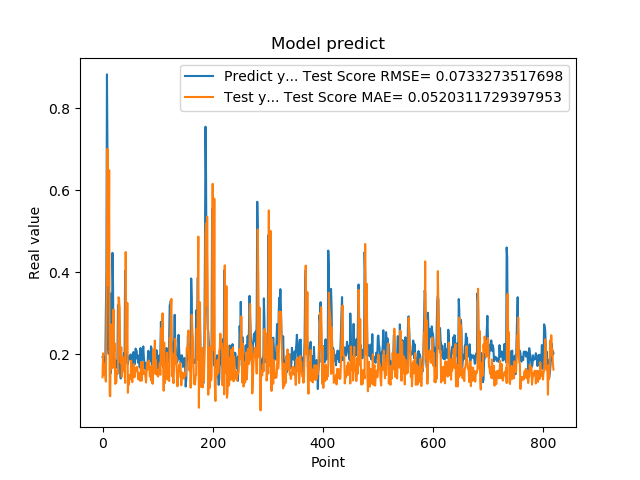 Model predict
Predict y... Test Score RMSE= 0.0733273517698
Test y... Test Score MAE= 0.0520311729397953
Real value
0.8
0.6
0.4
0.2
0
200
400
600
800
Point